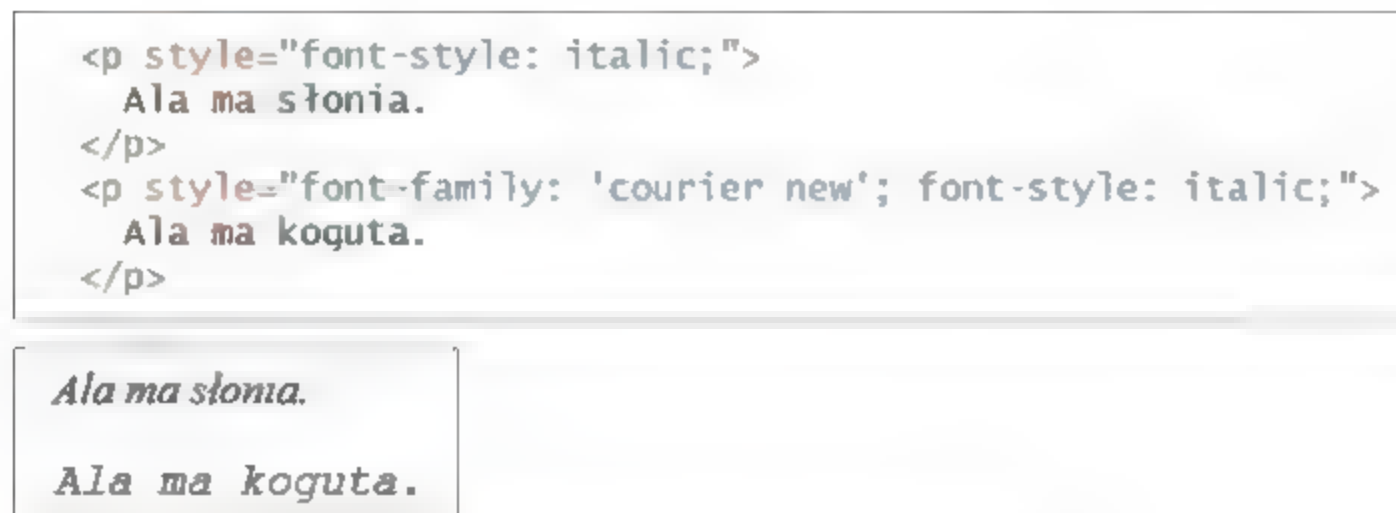 <p style="font-style: italic;">
Ala ma słonia.
</p>
<p style="font-family: 'courier new'; font-style: italic;">
Ala ma koguta.
</p>
Ala ma słonia.
Ala ma koguta.